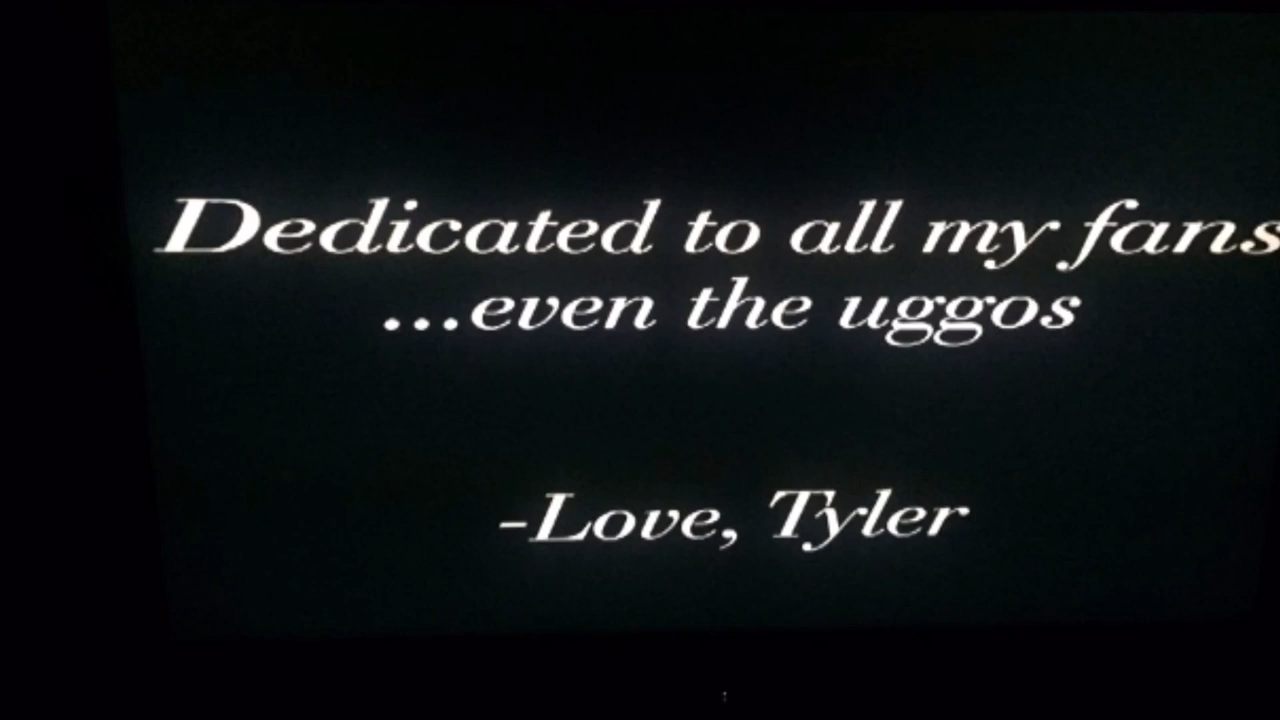 Dedicated to all my fans
...even the uggos
-Love, Tyler